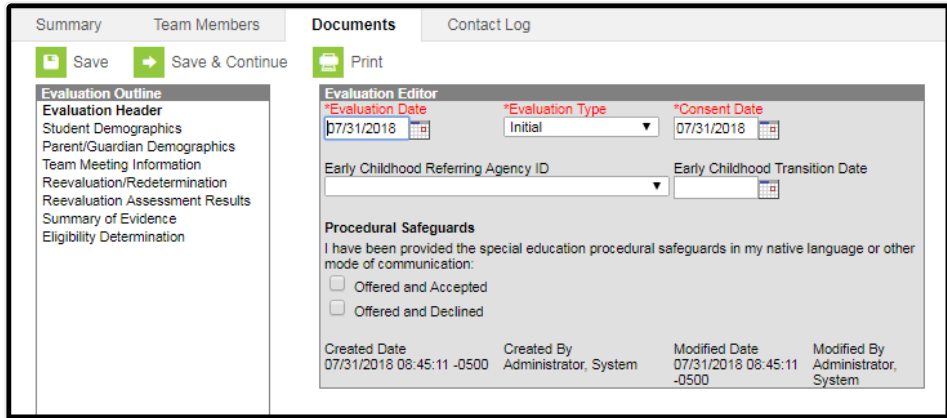 Summary Team Members Documents Contact Log
Save Save & Continue Print
Evaluation Outline
Evaluation Header
Student Demographics
Parent/Guardian Demographics
Team Meeting Information
Reevaluation/Redetermination
Reevaluation Assessment Results
Summary of Evidence
Eligibility Determination
Evaluation Editor
*Evaluation Date *Evaluation Type *Consent Date
07/31/2018 Initial 07/31/2018
Early Childhood Referring Agency ID Early Childhood Transition Date
Procedural Safeguards
I have been provided the special education procedural safeguards in my native language or other
mode of communication:
Offered and Accepted
Offered and Declined
Created Date Created By Modified Date Modified By
07/31/2018 08:45:11 -0500 Administrator, System 07/31/2018 08:45:11 Administrator,
-0500 System